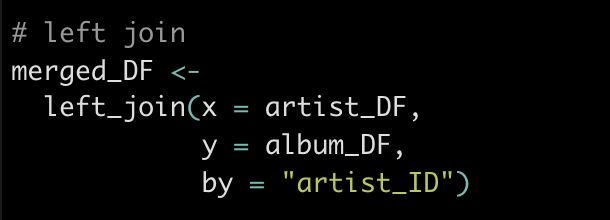 # left join
merged_DF <-
  left_join(x = artist_DF,
            y = album_DF,
            by = "artist_ID")